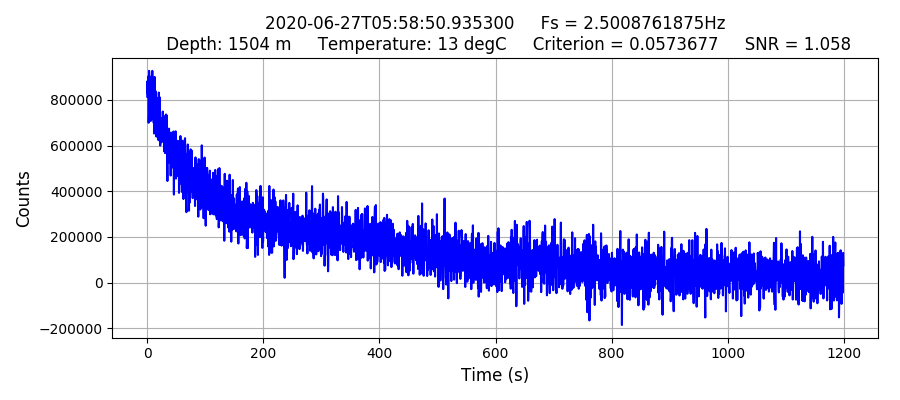 2020-06-27T05:58:50.935300 Fs = 2.5008761875Hz
Depth: 1504 m Temperature: 13 degC Criterion = 0.0573677 SNR = 1.058
Counts
800000
600000
400000
200000
0
−200000
0 200 400 600 800 1000 1200
Time (s)